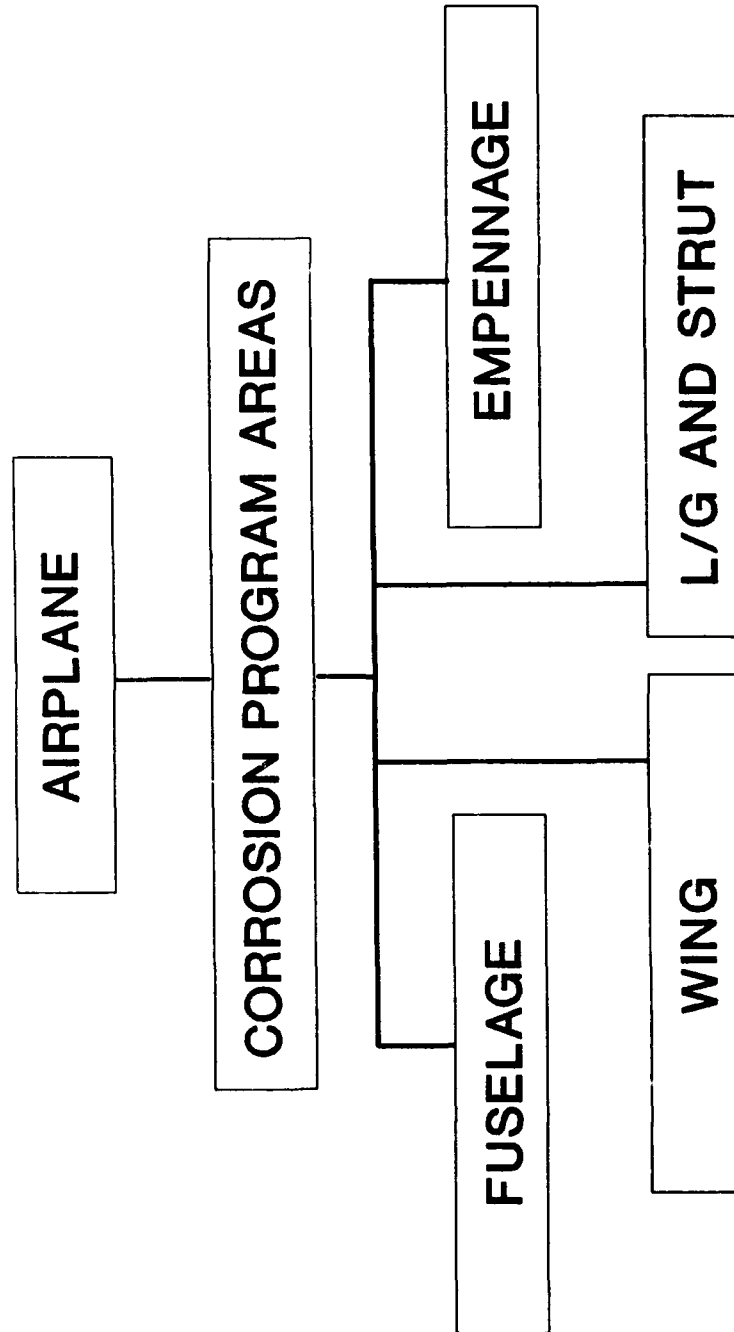 AIRPLANE
CORROSION PROGRAM AREAS
FUSELAGE
EMPENNAGE
WING
L/G AND STRUT